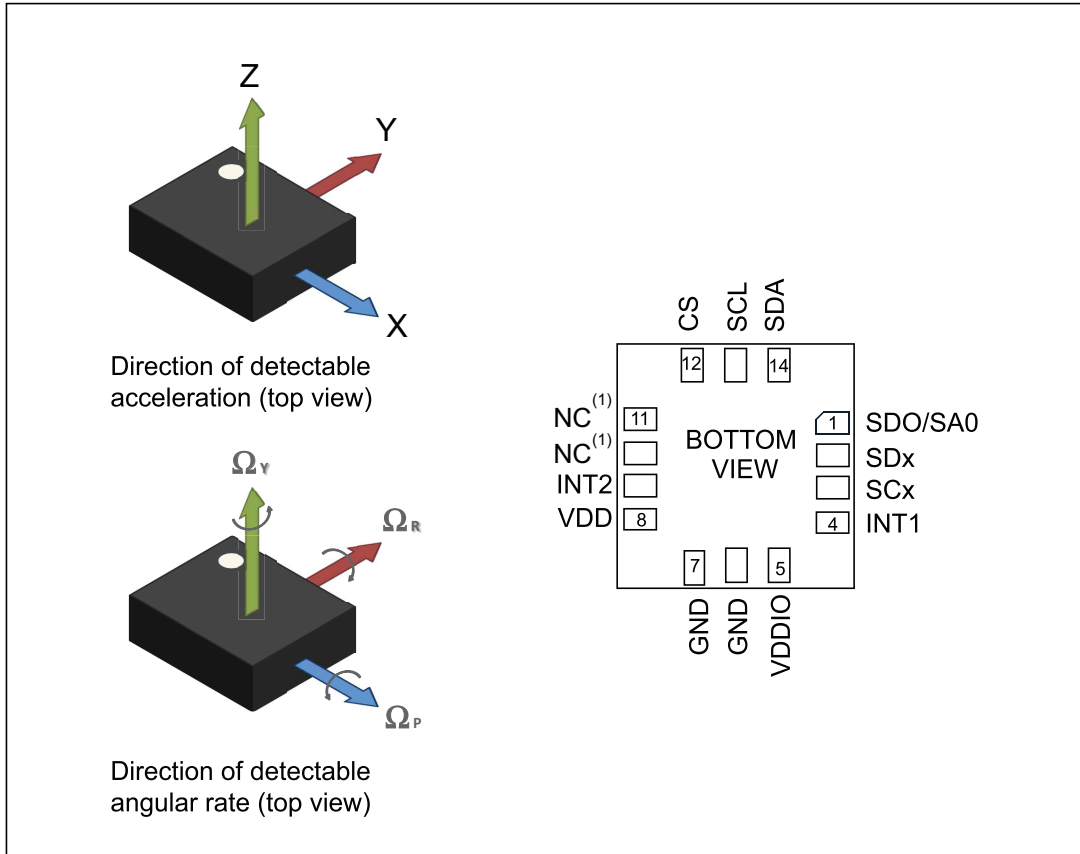 Z
Y
X
Direction of detectable
acceleration (top view)
ΩY
ΩR
ΩP
Direction of detectable
angular rate (top view)
CS
SCL
SDA
12
14
NC(1)
11
NC(1)
INT2
VDD
8
BOTTOM
VIEW
1
SDO/SA0
SDx
SCx
4
INT1
7
5
GND
GND
VDDIO